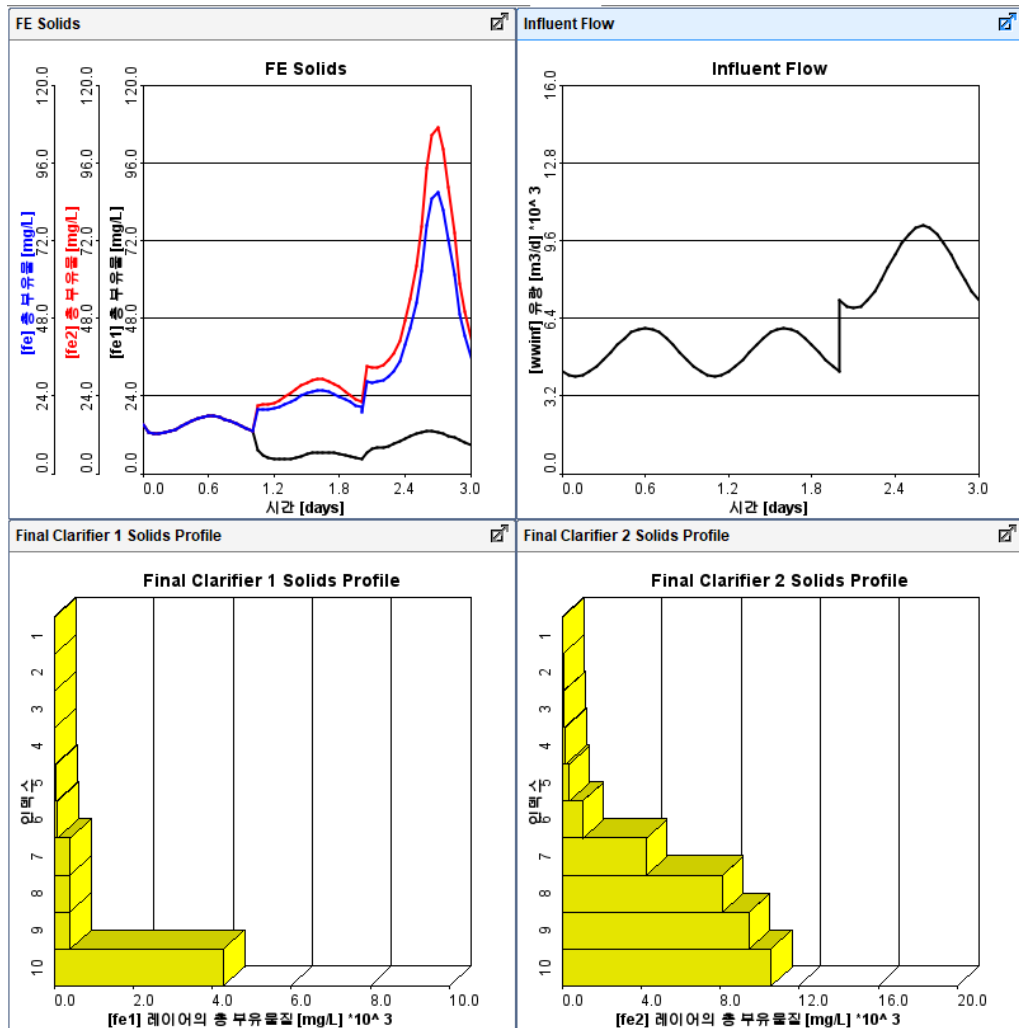 FE Solids
FE Solids
[fe] 총 부유물 [mg/L]
0.0 24.0 48.0 72.0 96.0 120.0
[fe2] 총 부유물 [mg/L]
0.0 24.0 48.0 72.0 96.0 120.0
[fe1] 총 부유물 [mg/L]
0.0 24.0 48.0 72.0 96.0 120.0
0.0 0.6 1.2 1.8 2.4 3.0
시간 [days]
Influent Flow
Influent Flow
[wwinf] 유량 [m3/d] *10^ 3
0.0 3.2 6.4 9.6 12.8 16.0
0.0 0.6 1.2 1.8 2.4 3.0
시간 [days]
Final Clarifier 1 Solids Profile
Final Clarifier 1 Solids Profile
인덱스
1 2 3 4 5 6 7 8 9 10
0.0 2.0 4.0 6.0 8.0 10.0
[fe1] 레이어의 총 부유물질 [mg/L] *10^ 3
Final Clarifier 2 Solids Profile
Final Clarifier 2 Solids Profile
인덱스
1 2 3 4 5 6 7 8 9 10
0.0 4.0 8.0 12.0 16.0 20.0
[fe2] 레이어의 총 부유물질 [mg/L] *10^ 3